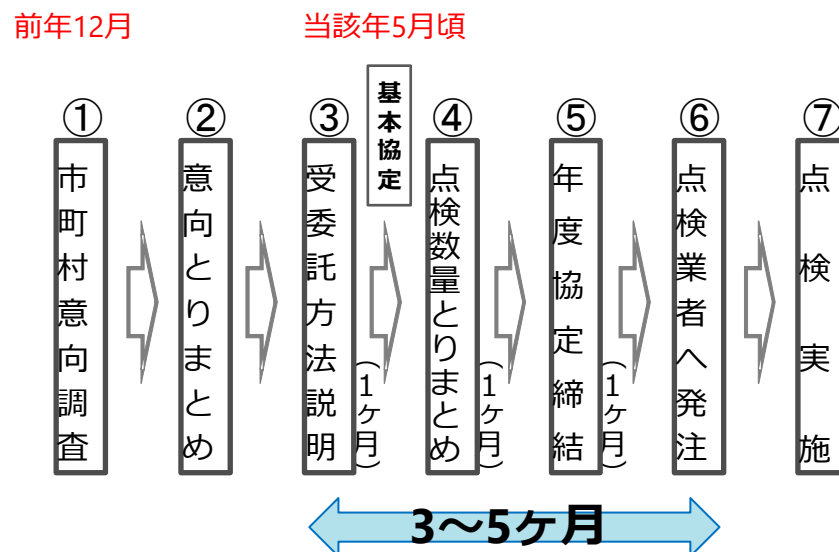 前年12月
当該年5月頃
基本協定
①
市町村意向調査
②
意向とりまとめ
③
受委託方法説明
(1ヶ月)
④
点検数量とりまとめ
(1ヶ月)
⑤
年度協定締結
(1ヶ月)
⑥
点検業者へ発注
⑦
点検実施
3～5ケ月